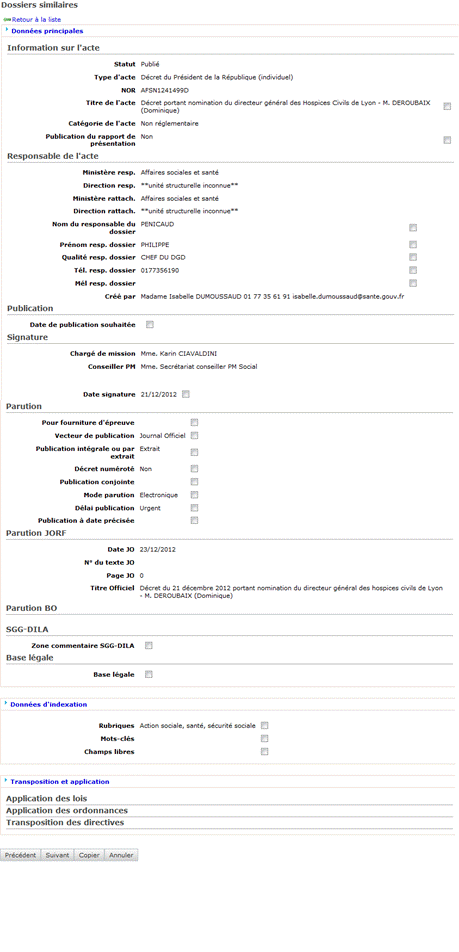 Dossiers similaires
Retour à la liste
Données principales
Information sur l'acte
Statut Publié
Type d'acte Décret du Président de la République (individuel)
NOR AFSN1241499D
Titre de l'acte Décret portant nomination du directeur général des Hospices Civils de Lyon - M. DEROUBAIX
(Dominique)
Catégorie de l'acte Non réglementaire
Publication du rapport de Non
présentation
Responsable de l'acte
Ministère resp. Affaires sociales et santé
Direction resp. **unité structurelle inconnue**
Ministère rattach. Affaires sociales et santé
Direction rattach. **unité structurelle inconnue**
Nom du responsable du PENICAUD
dossier
Prénom resp. dossier PHILIPPE
Qualité resp. dossier CHEF DU DGD
Tél. resp. dossier 0177356190
Mél resp. dossier
Créé par Madame Isabelle DUMOUSSAUD 01 77 35 61 91 isabelle.dumoussaud@sante.gouv.fr
Publication
Date de publication souhaitée
Signature
Chargé de mission Mme. Karin CIAVALDINI
Conseiller PM Mme. Secrétariat conseiller PM Social
Date signature 21/12/2012
Parution
Pour fourniture d'épreuve
Vecteur de publication Journal Officiel
Publication intégrale ou par Extrait
extrait
Décret numéroté Non
Publication conjointe
Mode parution Electronique
Délai publication Urgent
Publication à date précisée
Parution JORF
Date JO 23/12/2012
N° du texte JO
Page JO 0
Titre Officiel Décret du 21 décembre 2012 portant nomination du directeur général des hospices civils de Lyon
- M. DEROUBAIX (Dominique)
Parution BO
SGG-DILA
Zone commentaire SGG-DILA
Base légale
Base légale
Données d'indexation
Rubriques Action sociale, santé, sécurité sociale
Mots-clés
Champs libres
Transposition et application
Application des lois
Application des ordonnances
Transposition des directives
Précédent Suivant Copier Annuler